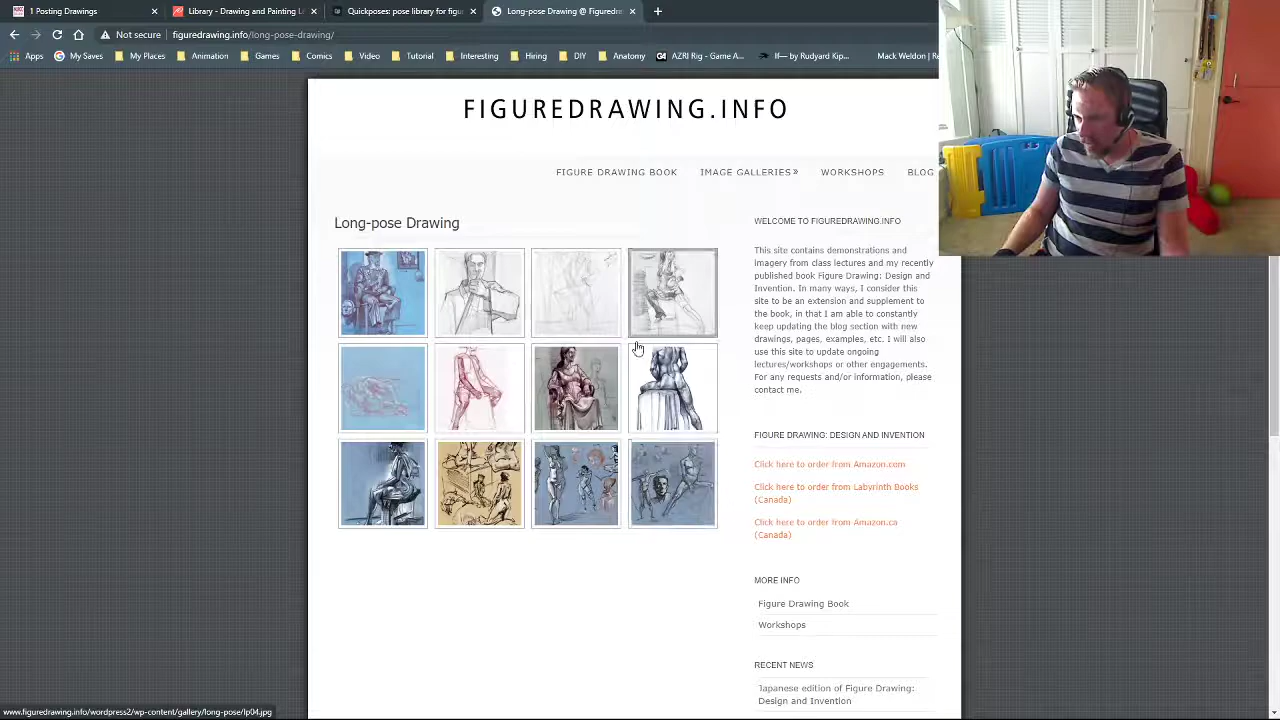 1 Posting Drawings
Library - Drawing and Painting L
Quickposes: pose library for figu
Long-pose Drawing @ Figuredra
Not secure | figuredrawing.info/long-pose
Apps
My Saves
My Places
Animation
Games
Tutorial
Interview
Hiring
DIY
Anatomy
AZRI Rig - Game A...
If— by Rudyard Kip...
Mack Weldon | Re
FIGUREDRAWING.INFO
FIGURE DRAWING BOOK
IMAGE GALLERIES»
WORKSHOPS
BLOG
Long-pose Drawing
WELCOME TO FIGUREDRAWING.INFO
This site contains demonstrations and
imagery from class lectures and my recently
published book Figure Drawing: Design and
Invention. In many ways, I consider this
site to be an extension and supplement to
the book, in that I am able to constantly
keep updating the blog section with new
drawings, pages, examples, etc. I will also
use this site to update ongoing
lectures/workshops or other engagements.
For any requests and/or information, please
contact me.
FIGURE DRAWING: DESIGN AND INVENTION
Click here to order from Amazon.com
Click here to order from Labyrinth Books
(Canada)
Click here to order from Amazon.ca
(Canada)
MORE INFO
Figure Drawing Book
Workshops
RECENT NEWS
Japanese edition of Figure Drawing:
Design and Invention
www.figuredrawing.info/worpress2/wp-content/gallery/long-pose/lp04.jpg